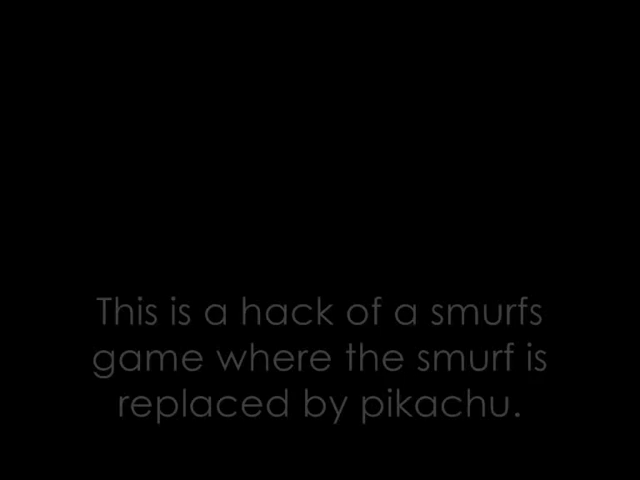 This is a hack of a smurfs
game where the smurf is
replaced by pikachu.